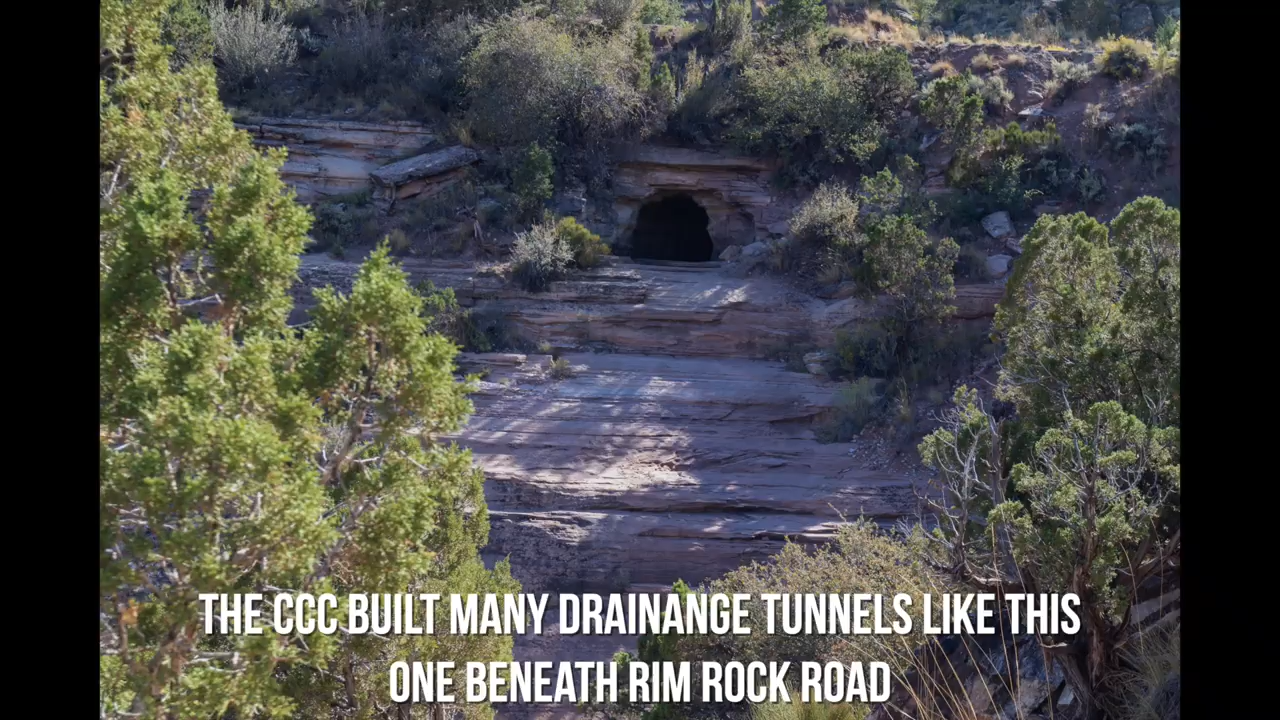 THE CCC BUILT MANY DRAINANGE TUNNELS LIKE THIS
ONE BENEATH RIM ROCK ROAD